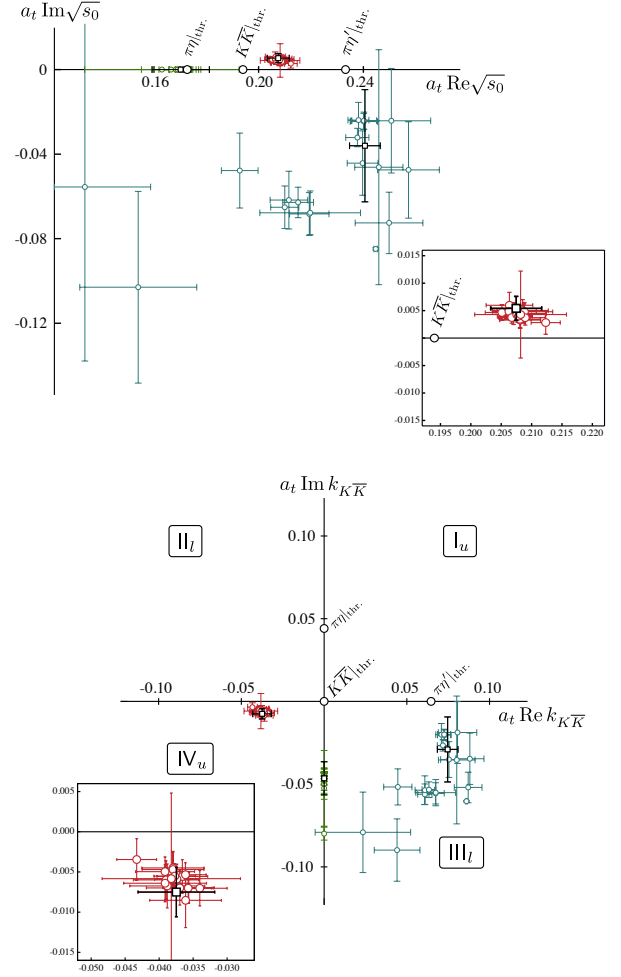 a_t Im√s₀
πη|thr.
KK̅|thr.
πη′|thr.
0
0.16
0.20
0.24
a_t Re√s₀
-0.04
-0.08
-0.12
0.015
0.010
0.005
0.000
-0.005
-0.010
-0.015
KK̅|thr.
0.195
0.200
0.205
0.210
0.215
0.220
a_t Im k_KK̅
II_l
I_u
0.10
0.05
πη|thr.
KK̅|thr.
πη′|thr.
-0.10
-0.05
0.05
0.10
a_t Re k_KK̅
IV_u
-0.05
III_l
-0.10
0.005
0.000
-0.005
-0.010
-0.015
-0.050
-0.045
-0.040
-0.035
-0.030